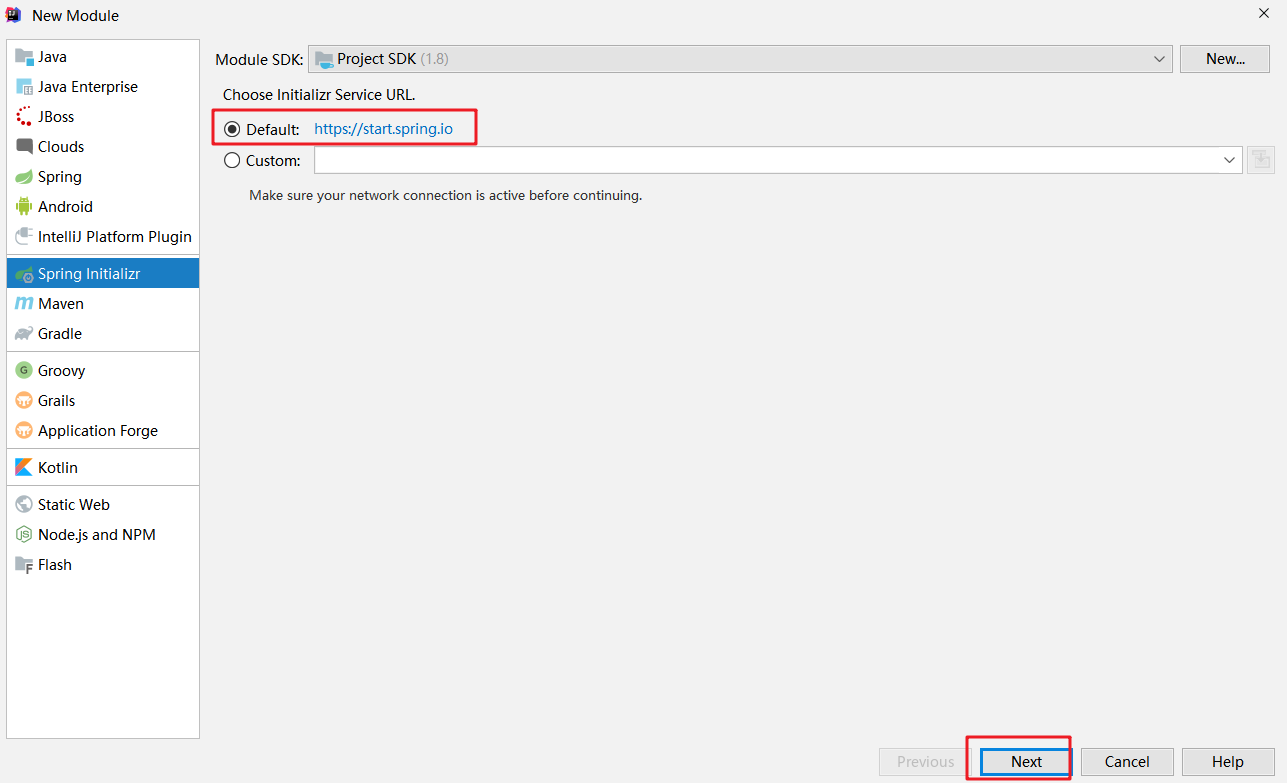 New Module
Java
Java Enterprise
JBoss
Clouds
Spring
Android
IntelliJ Platform Plugin
Spring Initializr
Maven
Gradle
Groovy
Grails
Application Forge
Kotlin
Static Web
Node.js and NPM
Flash
Module SDK: Project SDK (1.8) New...
Choose Initializr Service URL.
Default: https://start.spring.io
Custom:
Make sure your network connection is active before continuing.
Previous Next Cancel Help